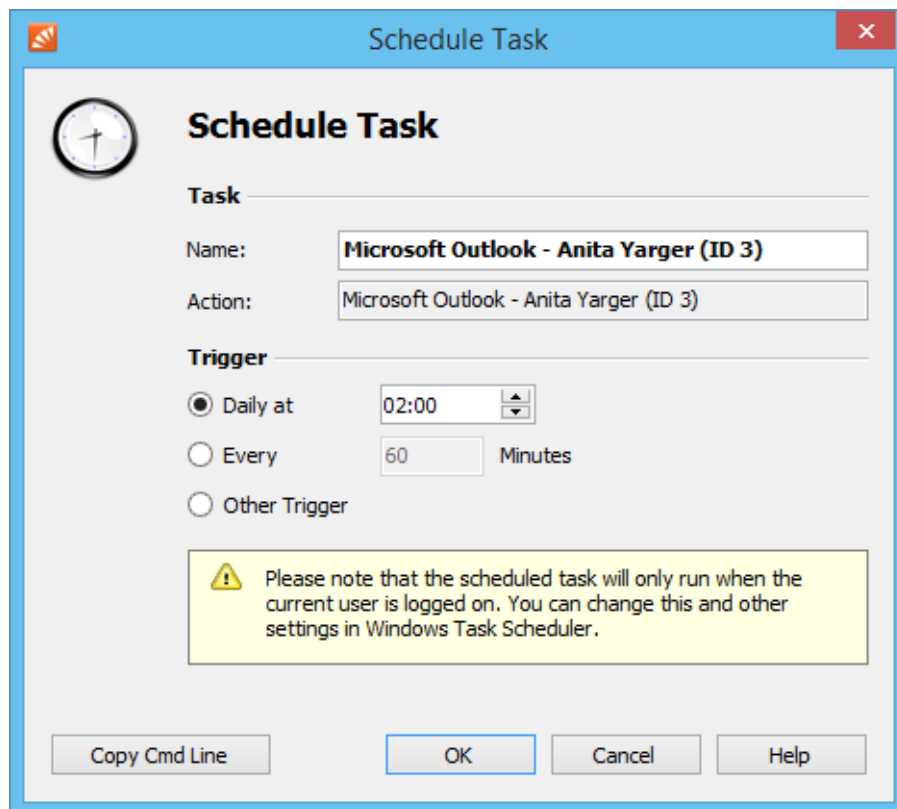 Schedule Task
Schedule Task
Task
Name: Microsoft Outlook - Anita Yarger (ID 3)
Action: Microsoft Outlook - Anita Yarger (ID 3)
Trigger
Daily at 02:00
Every 60 Minutes
Other Trigger
Please note that the scheduled task will only run when the
current user is logged on. You can change this and other
settings in Windows Task Scheduler.
Copy Cmd Line OK Cancel Help